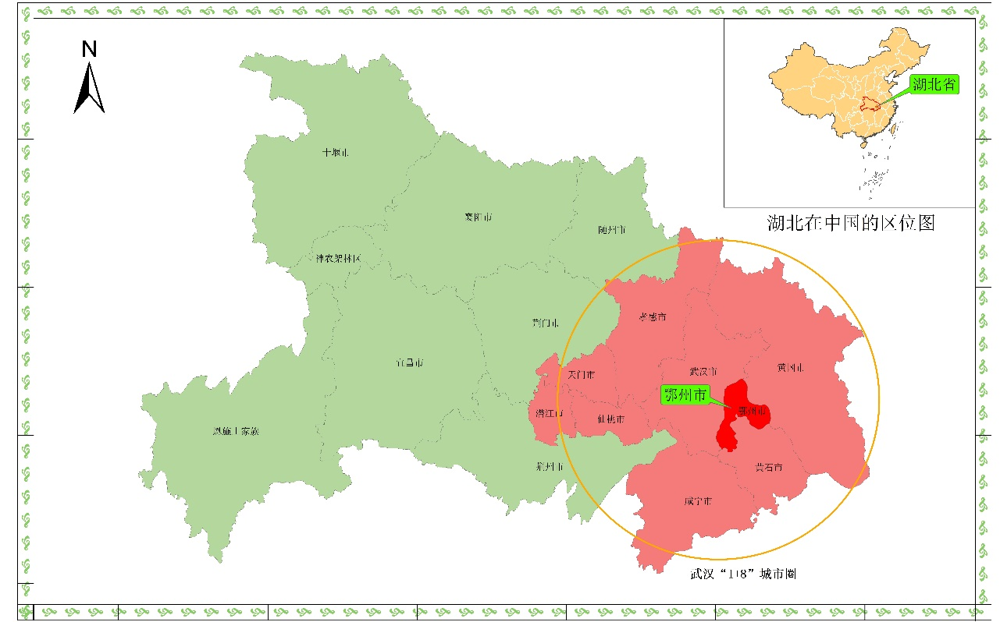 N
湖北省
湖北在中国的区位图
十堰市
襄阳市
随州市
神农架林区
荆门市
孝感市
宜昌市
天门市
武汉市
黄冈市
鄂州市
鄂州市
潜江市
仙桃市
恩施土家族
荆州市
黄石市
咸宁市
武汉“1+8”城市圈